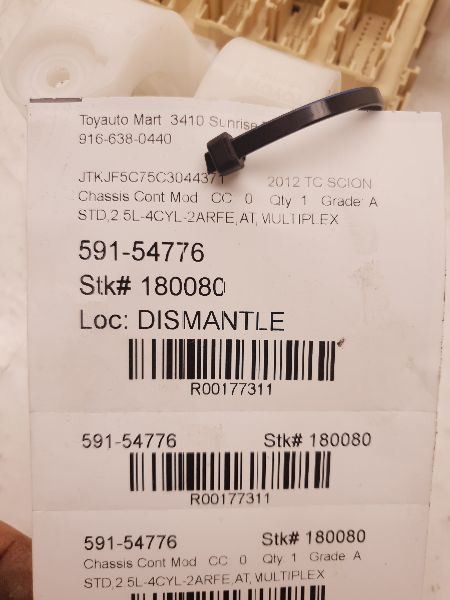 Toyauto Mart 3410 Sunrise
916-638-0440
JTKJF5C75C3044371 2012 TC SCION
Chassis Cont Mod CC: 0 Qty 1 Grade: A
STD,2.5L-4CYL-2ARFE,AT,MULTIPLEX
591-54776
Stk# 180080
Loc: DISMANTLE
R00177311
591-54776 Stk# 180080
R00177311
591-54776 Stk# 180080
Chassis Cont Mod CC: 0 Qty 1 Grade: A
STD,2.5L-4CYL-2ARFE,AT,MULTIPLEX